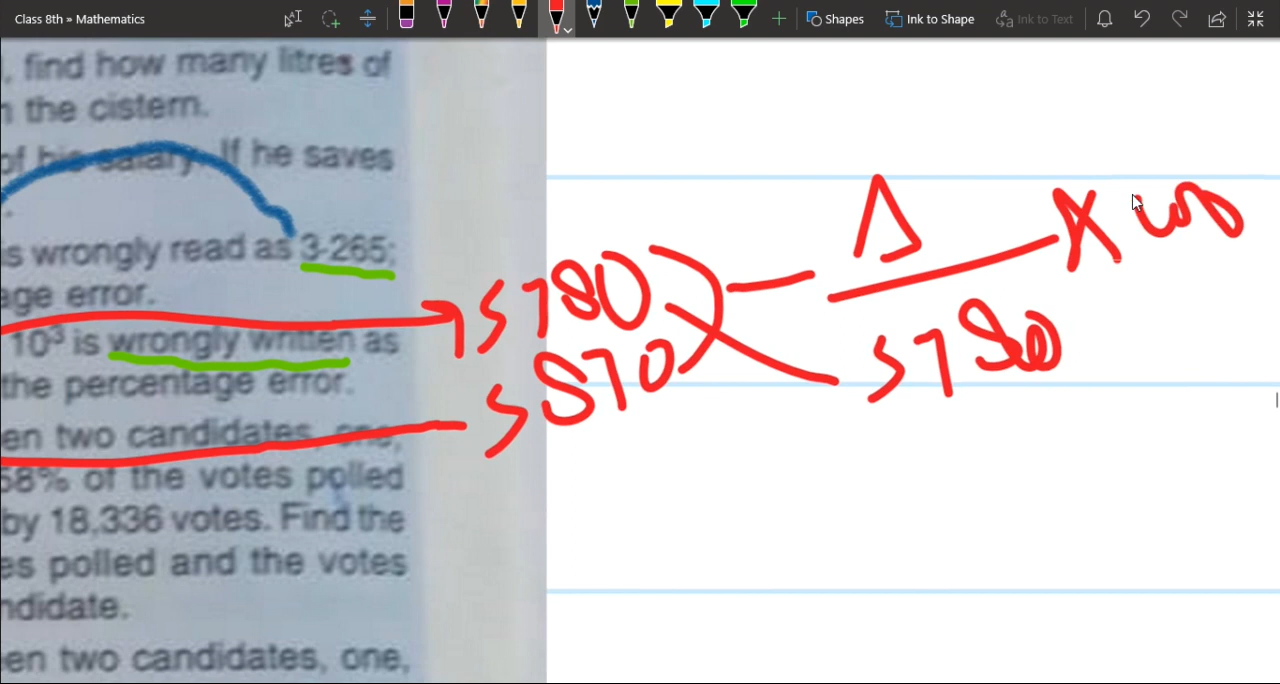 Class 8th » Mathematics
Shapes
Ink to Shape
Ink to Text
, find how many litres of
the cistern.
of his salary. If he saves
is wrongly read as 3·265;
age error.
10³ is wrongly written as
the percentage error.
en two candidates, one,
58% of the votes polled
by 18,336 votes. Find the
es polled and the votes
ndidate.
en two candidates, one,
5780
5870
Δ
5780
X 100